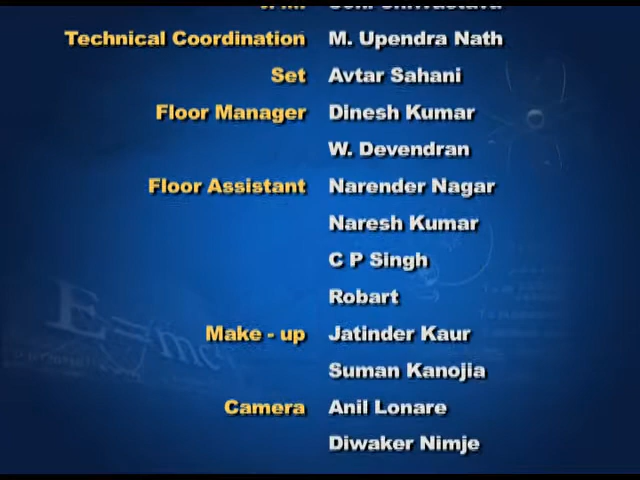 Technical Coordination M. Upendra Nath
Set Avtar Sahani
Floor Manager Dinesh Kumar
W. Devendran
Floor Assistant Narender Nagar
Naresh Kumar
C P Singh
Robart
Make - up Jatinder Kaur
Suman Kanojia
Camera Anil Lonare
Diwaker Nimje
E=mc